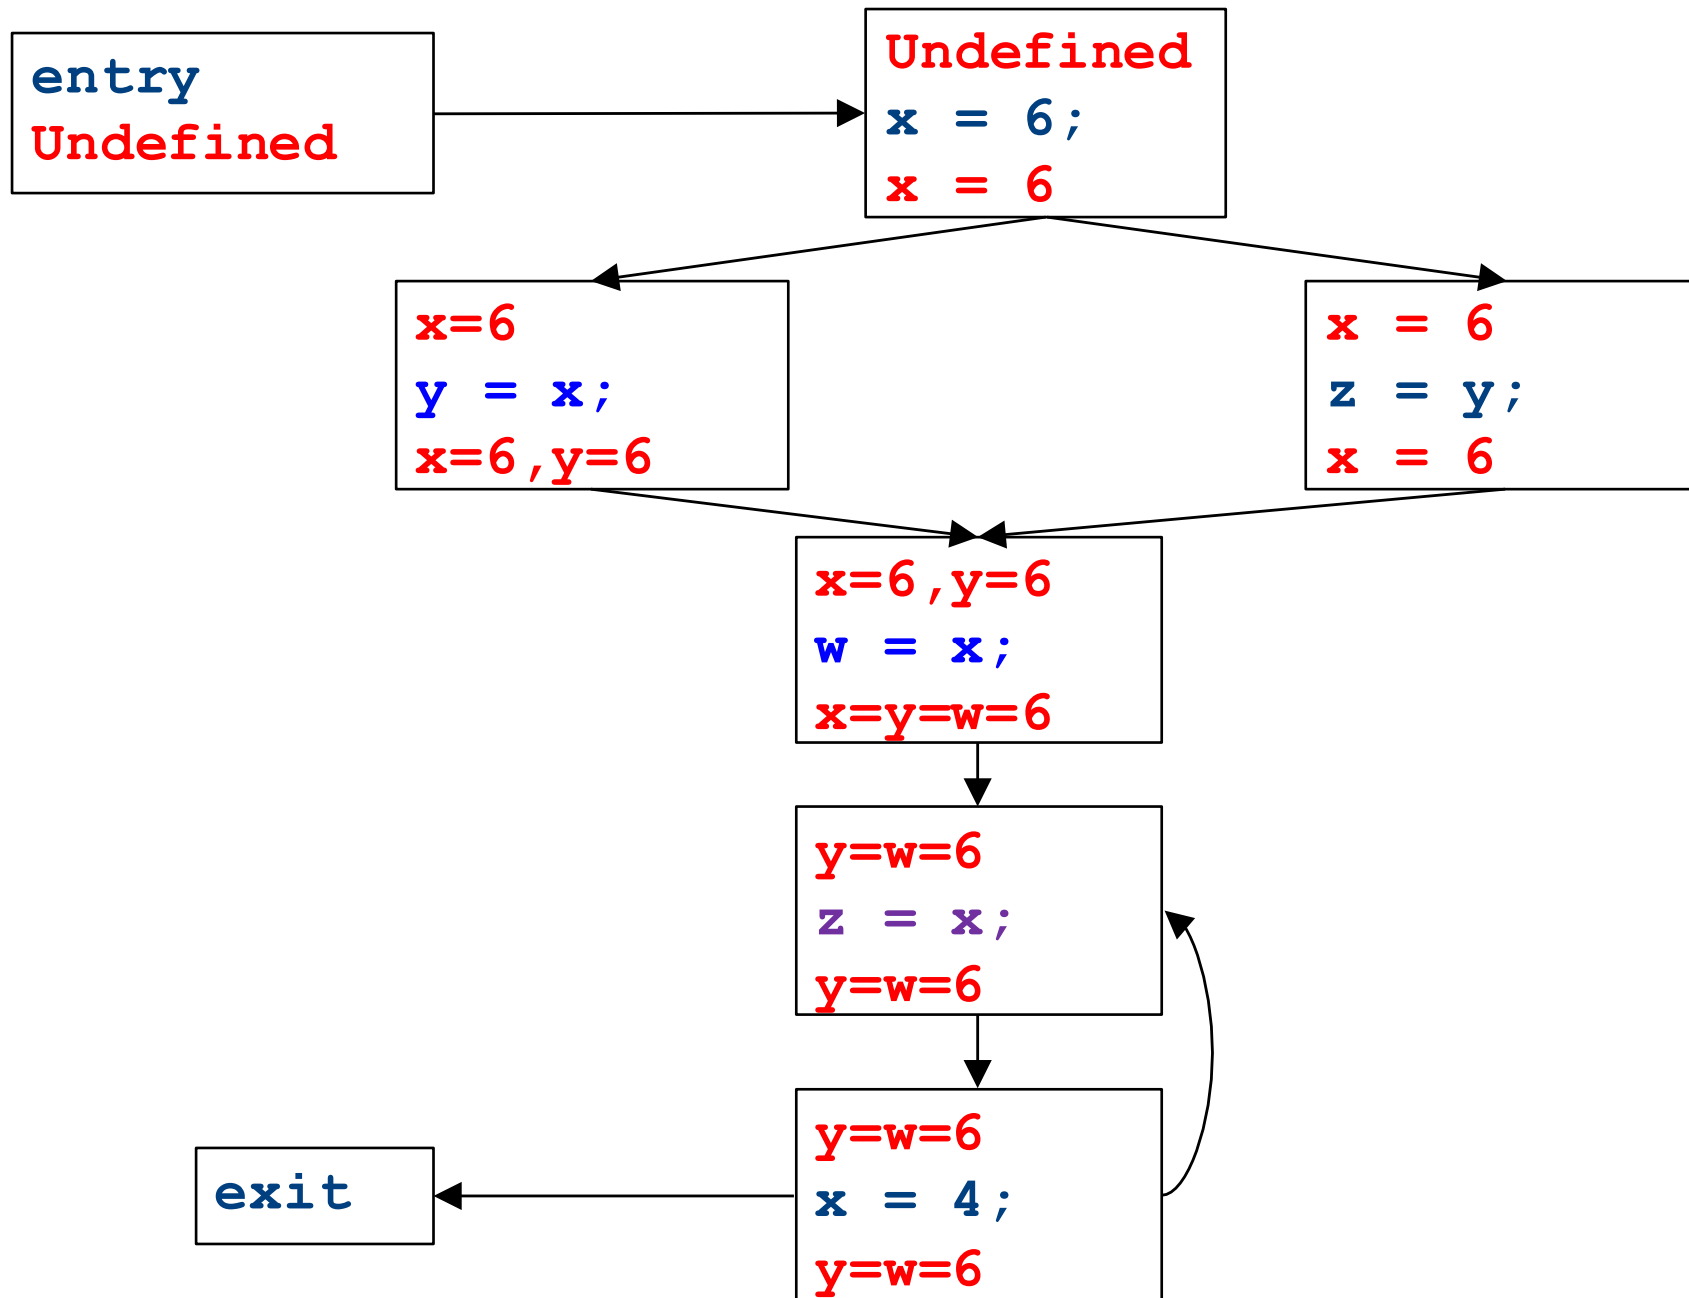 entry
Undefined
Undefined
x = 6;
x = 6
x=6
y = x;
x=6,y=6
x = 6
z = y;
x = 6
x=6,y=6
w = x;
x=y=w=6
y=w=6
z = x;
y=w=6
y=w=6
x = 4;
y=w=6
exit